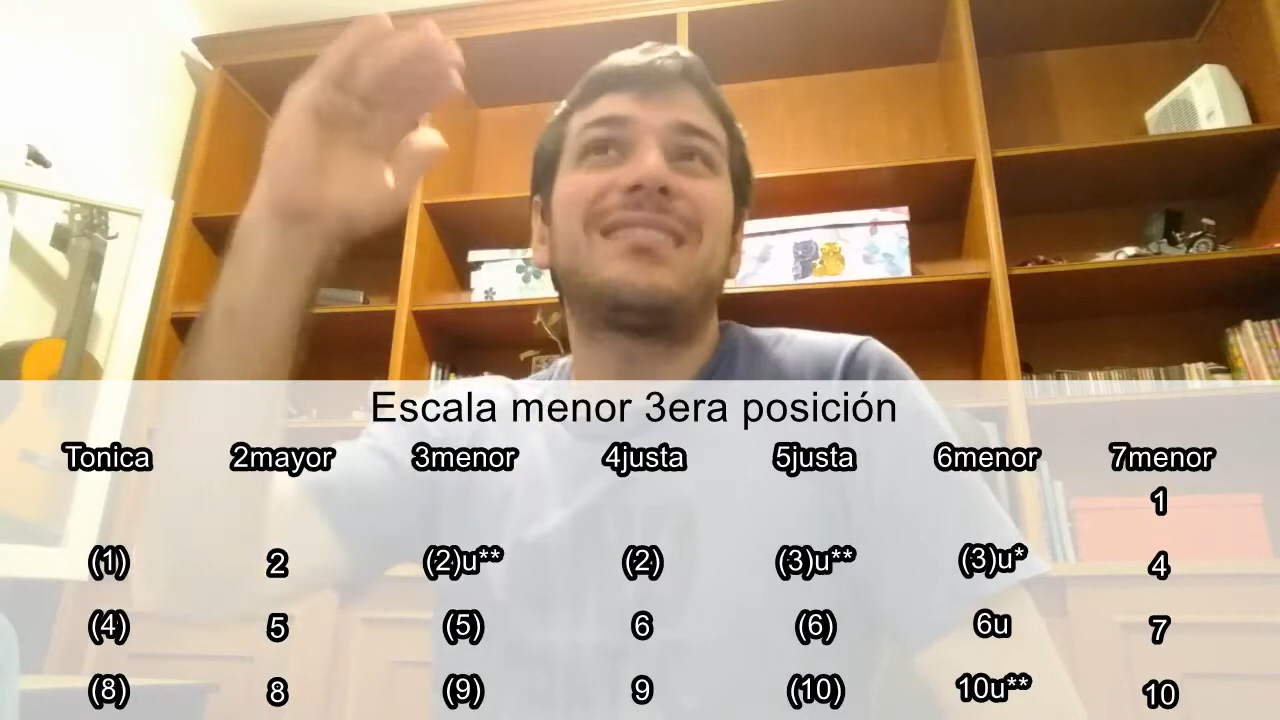 Escala menor 3era posición
Tonica 2mayor 3menor 4justa 5justa 6menor 7menor
1
(1) 2 (2)u** (2) (3)u** (3)u* 4
(4) 5 (5) 6 (6) 6u 7
(8) 8 (9) 9 (10) 10u** 10